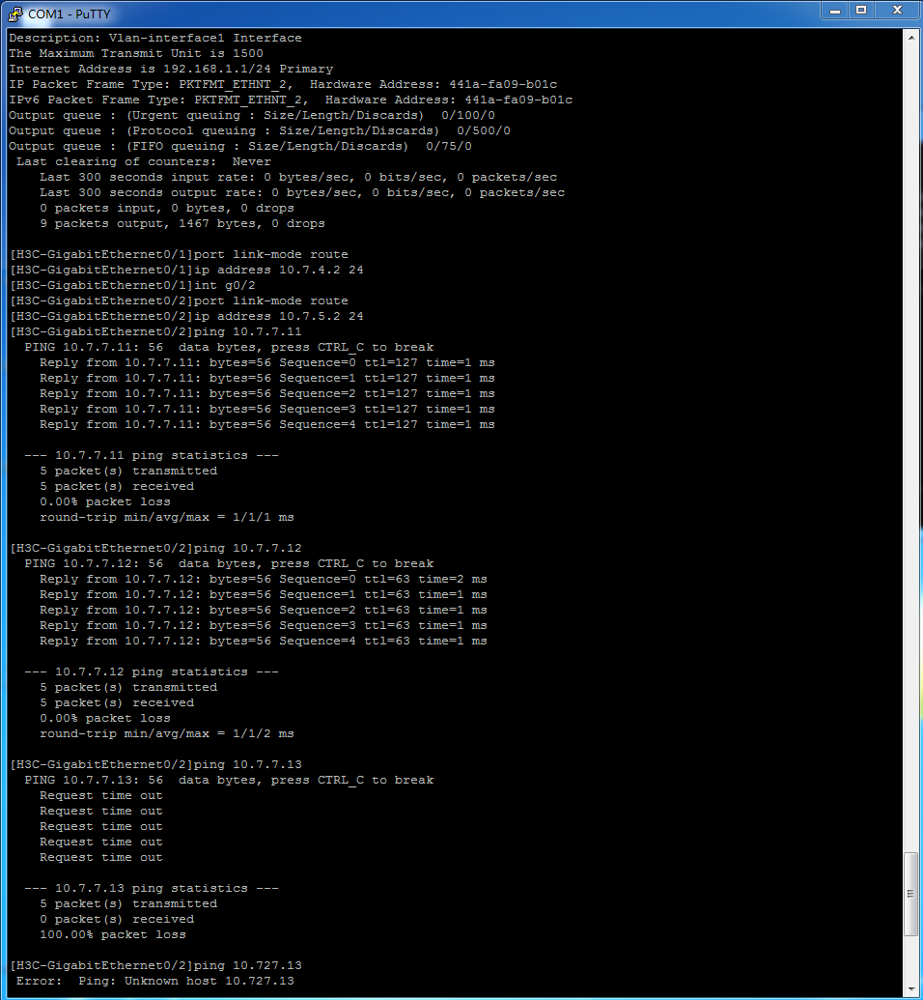 COM1 - PuTTY
Description: Vlan-interface1 Interface
The Maximum Transmit Unit is 1500
Internet Address is 192.168.1.1/24 Primary
IP Packet Frame Type: PKTFMT_ETHNT_2,  Hardware Address: 441a-fa09-b01c
IPv6 Packet Frame Type: PKTFMT_ETHNT_2,  Hardware Address: 441a-fa09-b01c
Output queue : (Urgent queuing : Size/Length/Discards)  0/100/0
Output queue : (Protocol queuing : Size/Length/Discards)  0/500/0
Output queue : (FIFO queuing : Size/Length/Discards)  0/75/0
 Last clearing of counters:  Never
    Last 300 seconds input rate: 0 bytes/sec, 0 bits/sec, 0 packets/sec
    Last 300 seconds output rate: 0 bytes/sec, 0 bits/sec, 0 packets/sec
    0 packets input, 0 bytes, 0 drops
    9 packets output, 1467 bytes, 0 drops
[H3C-GigabitEthernet0/1]port link-mode route
[H3C-GigabitEthernet0/1]ip address 10.7.4.2 24
[H3C-GigabitEthernet0/1]int g0/2
[H3C-GigabitEthernet0/2]port link-mode route
[H3C-GigabitEthernet0/2]ip address 10.7.5.2 24
[H3C-GigabitEthernet0/2]ping 10.7.7.11
  PING 10.7.7.11: 56  data bytes, press CTRL_C to break
    Reply from 10.7.7.11: bytes=56 Sequence=0 ttl=127 time=1 ms
    Reply from 10.7.7.11: bytes=56 Sequence=1 ttl=127 time=1 ms
    Reply from 10.7.7.11: bytes=56 Sequence=2 ttl=127 time=1 ms
    Reply from 10.7.7.11: bytes=56 Sequence=3 ttl=127 time=1 ms
    Reply from 10.7.7.11: bytes=56 Sequence=4 ttl=127 time=1 ms
  --- 10.7.7.11 ping statistics ---
    5 packet(s) transmitted
    5 packet(s) received
    0.00% packet loss
    round-trip min/avg/max = 1/1/1 ms
[H3C-GigabitEthernet0/2]ping 10.7.7.12
  PING 10.7.7.12: 56  data bytes, press CTRL_C to break
    Reply from 10.7.7.12: bytes=56 Sequence=0 ttl=63 time=2 ms
    Reply from 10.7.7.12: bytes=56 Sequence=1 ttl=63 time=1 ms
    Reply from 10.7.7.12: bytes=56 Sequence=2 ttl=63 time=1 ms
    Reply from 10.7.7.12: bytes=56 Sequence=3 ttl=63 time=1 ms
    Reply from 10.7.7.12: bytes=56 Sequence=4 ttl=63 time=1 ms
  --- 10.7.7.12 ping statistics ---
    5 packet(s) transmitted
    5 packet(s) received
    0.00% packet loss
    round-trip min/avg/max = 1/1/2 ms
[H3C-GigabitEthernet0/2]ping 10.7.7.13
  PING 10.7.7.13: 56  data bytes, press CTRL_C to break
    Request time out
    Request time out
    Request time out
    Request time out
    Request time out
  --- 10.7.7.13 ping statistics ---
    5 packet(s) transmitted
    0 packet(s) received
    100.00% packet loss
[H3C-GigabitEthernet0/2]ping 10.727.13
 Error:  Ping: Unknown host 10.727.13